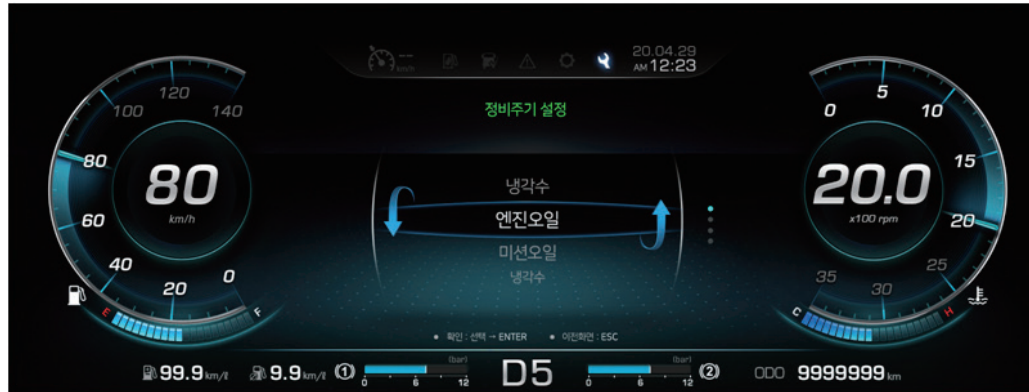 20.04.29
km/h
AM 12:23
정비주기 설정
120
100
140
80
60
40
20
0
80
km/h
E
F
냉각수
엔진오일
미션오일
냉각수
0
5
10
15
20
25
30
35
20.0
x100 rpm
C
H
• 확인 : 선택 → ENTER • 이전화면 : ESC
99.9 km/ℓ
9.9 km/ℓ
(1)
0 6 12
[bar]
D5
0 6 12
[bar]
(2)
ODO 9999999 km